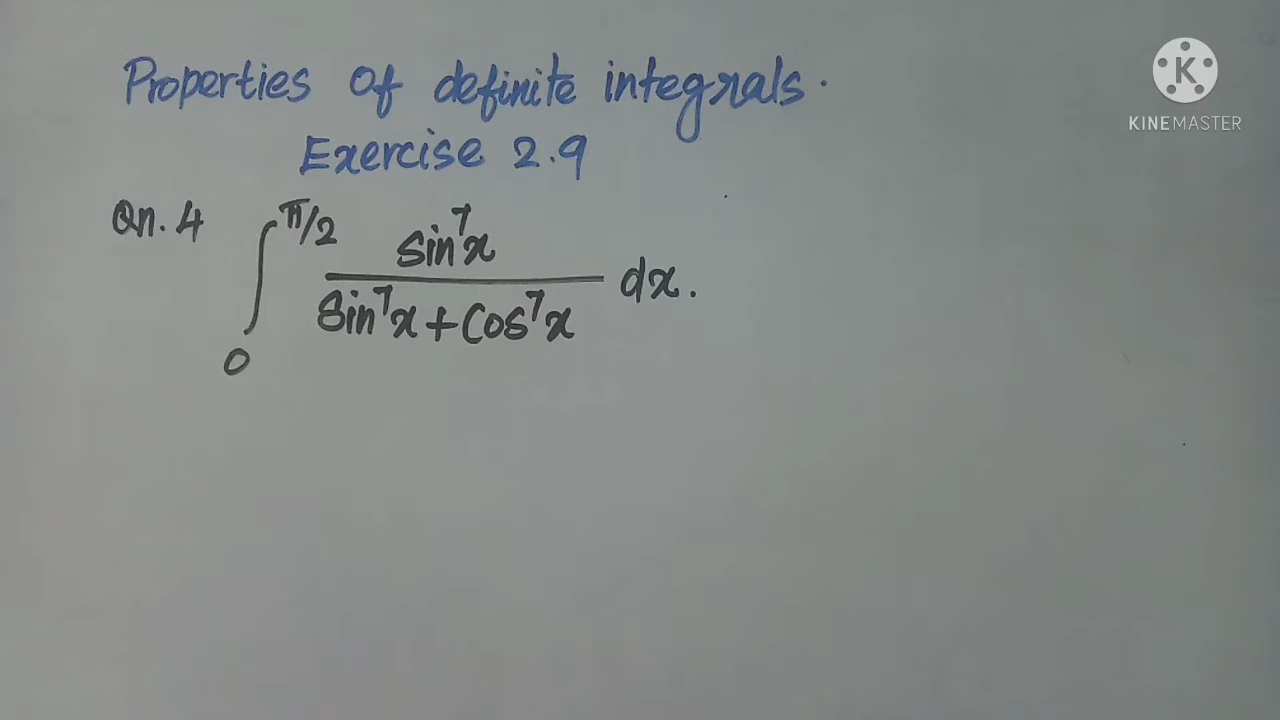 Properties Of definite integrals.
Exercise 2.9
Qn. 4 ∫₀^π/2 sin⁷x / Sin⁷x + Cos⁷x dx.
K
KINEMASTER